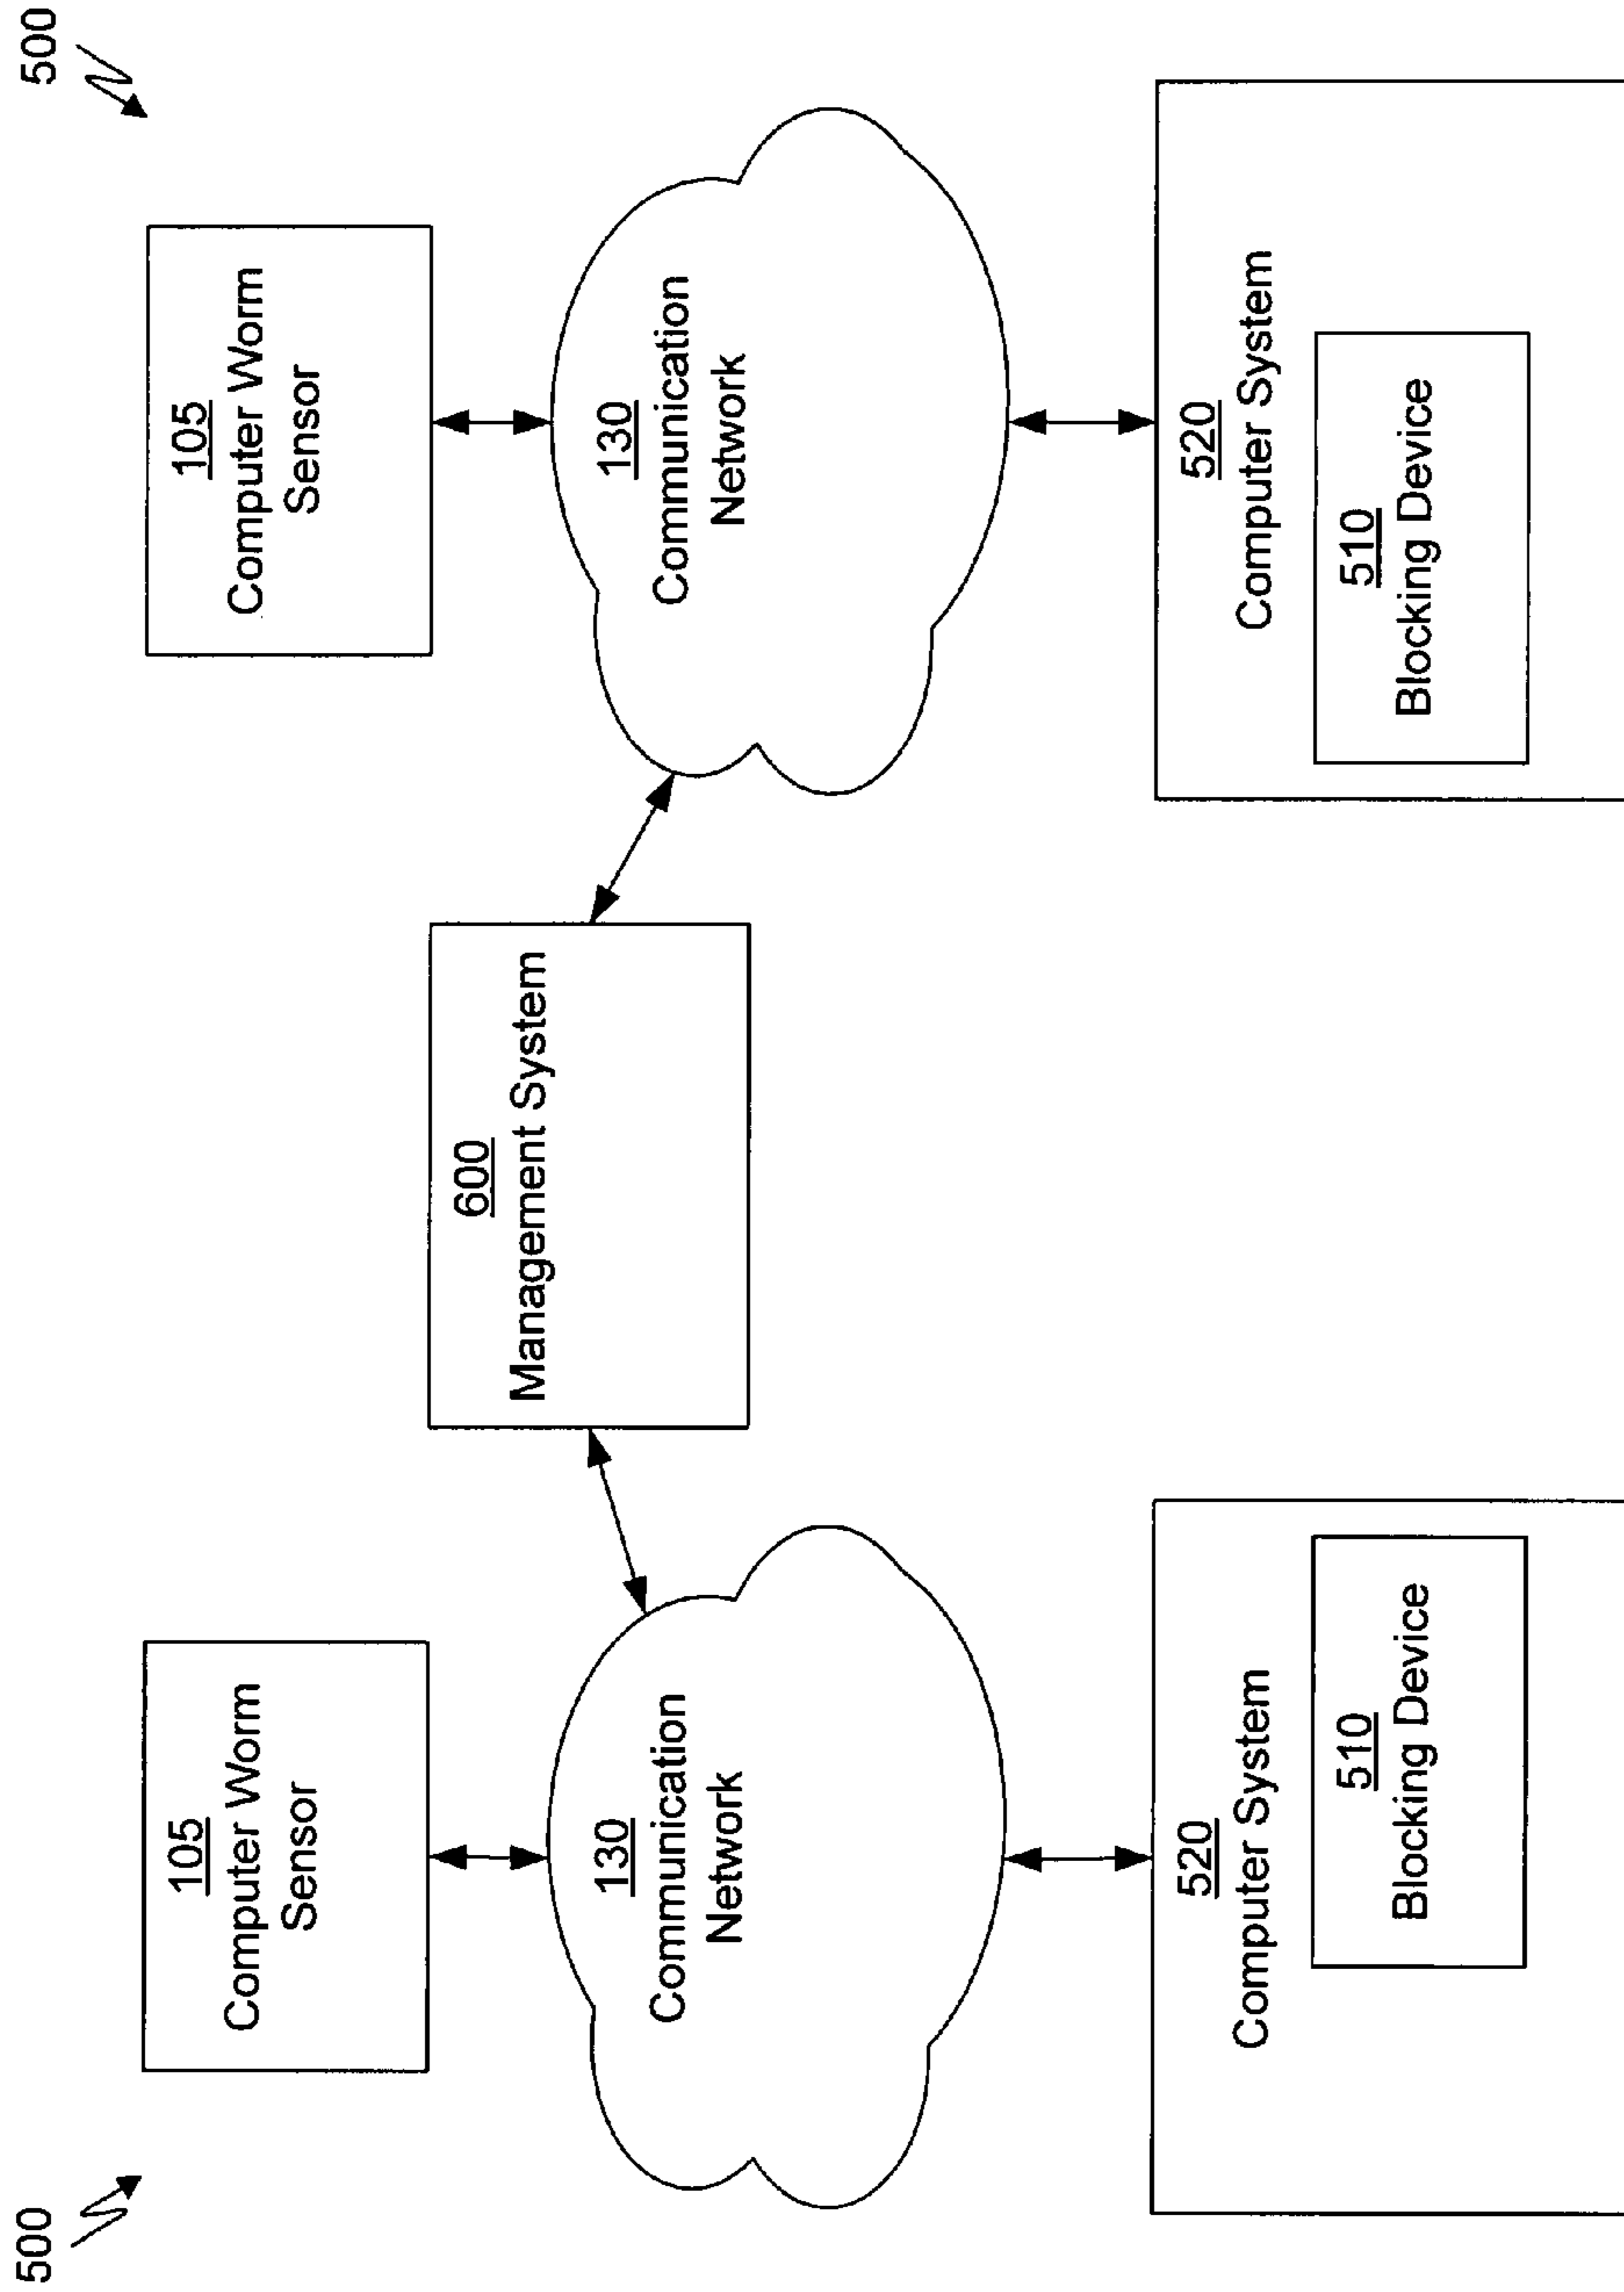 500
500
105
Computer Worm
Sensor
105
Computer Worm
Sensor
600
Management System
130
Communication
Network
130
Communication
Network
520
Computer System
510
Blocking Device
520
Computer System
510
Blocking Device